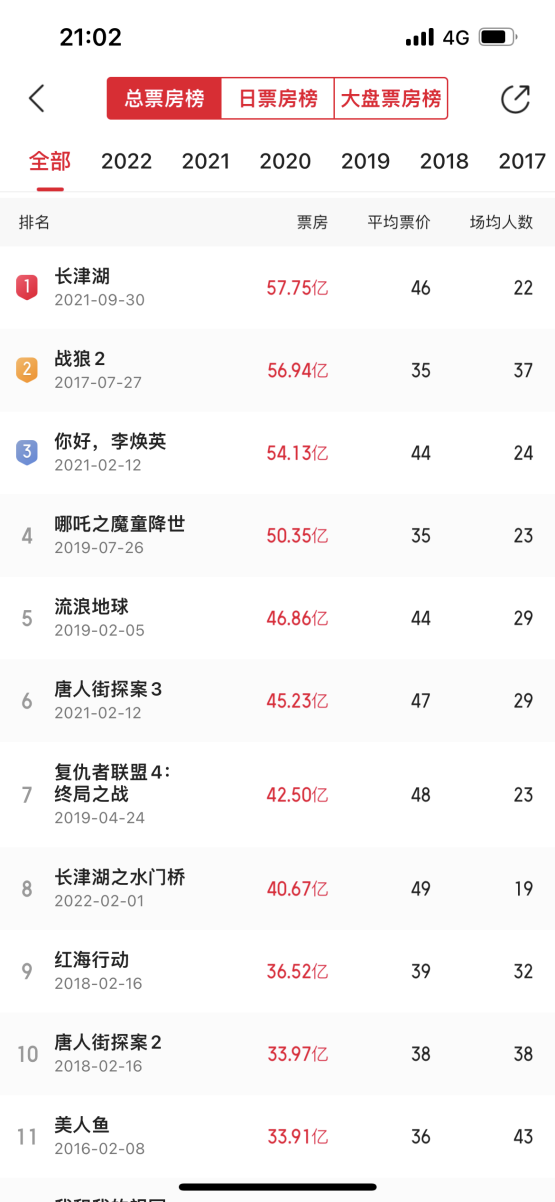 21:02 4G
总票房榜 日票房榜 大盘票房榜
全部 2022 2021 2020 2019 2018 2017
排名 票房 平均票价 场均人数
1 长津湖 57.75亿 46 22
2021-09-30
2 战狼2 56.94亿 35 37
2017-07-27
3 你好，李焕英 54.13亿 44 24
2021-02-12
4 哪吒之魔童降世 50.35亿 35 23
2019-07-26
5 流浪地球 46.86亿 44 29
2019-02-05
6 唐人街探案3 45.23亿 47 29
2021-02-12
7 复仇者联盟4：
终局之战 42.50亿 48 23
2019-04-24
8 长津湖之水门桥 40.67亿 49 19
2022-02-01
9 红海行动 36.52亿 39 32
2018-02-16
10 唐人街探案2 33.97亿 38 38
2018-02-16
11 美人鱼 33.91亿 36 43
2016-02-08